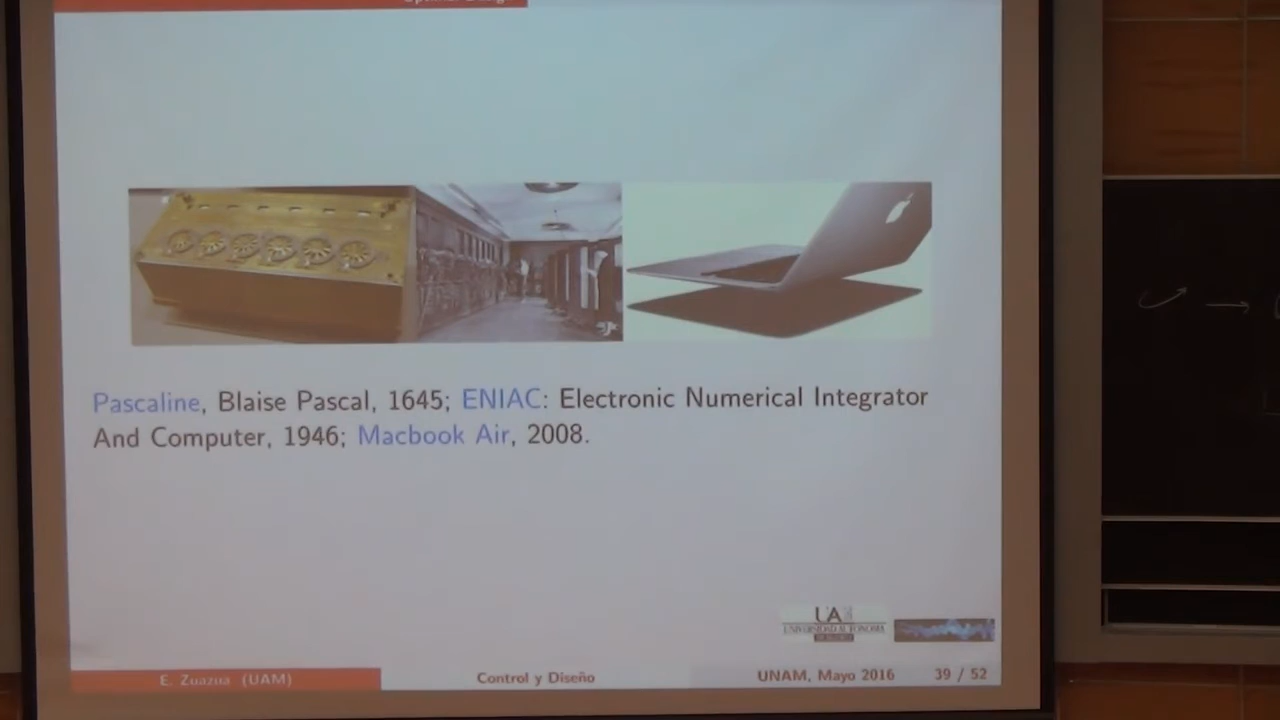 Pascaline, Blaise Pascal, 1645; ENIAC: Electronic Numerical Integrator
And Computer, 1946; Macbook Air, 2008.
UA
E. Zuazua (UAM)
Control y Diseño
UNAM, Mayo 2016
39 / 52